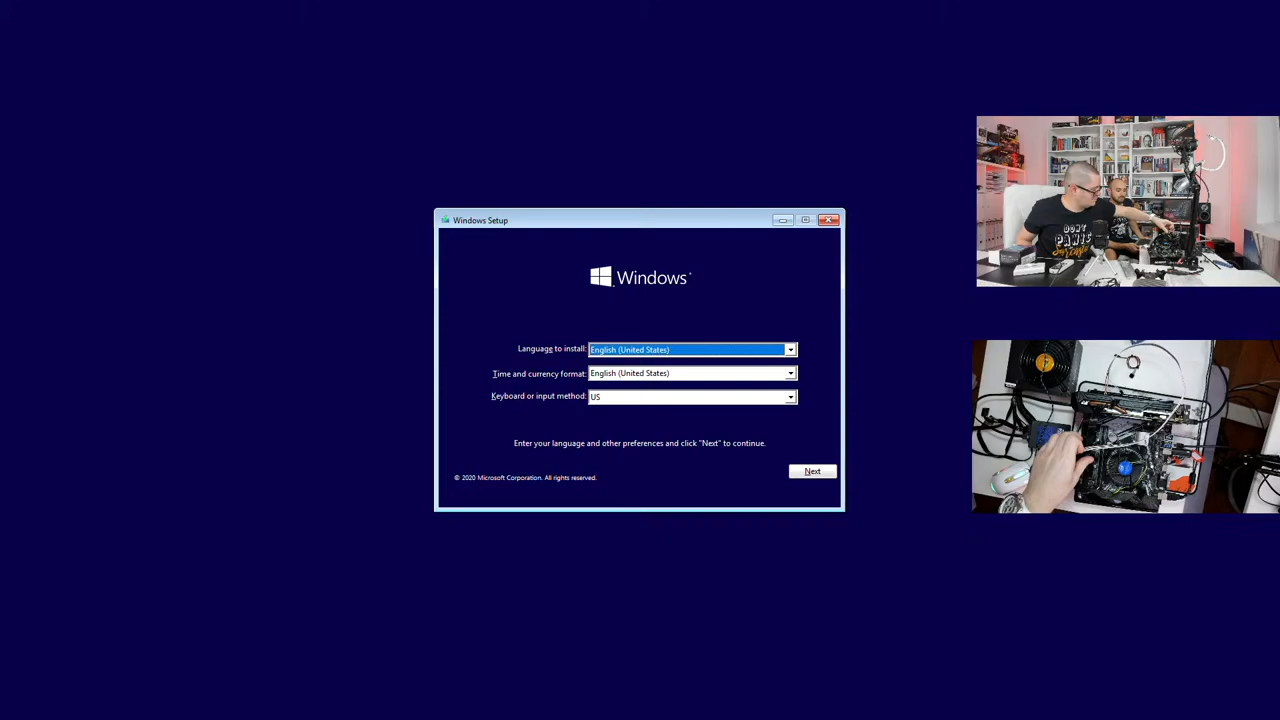 Windows Setup
Windows
Language to install: English (United States)
Time and currency format: English (United States)
Keyboard or input method: US
Enter your language and other preferences and click "Next" to continue.
Next
© 2020 Microsoft Corporation. All rights reserved.
DON'T
PANIC